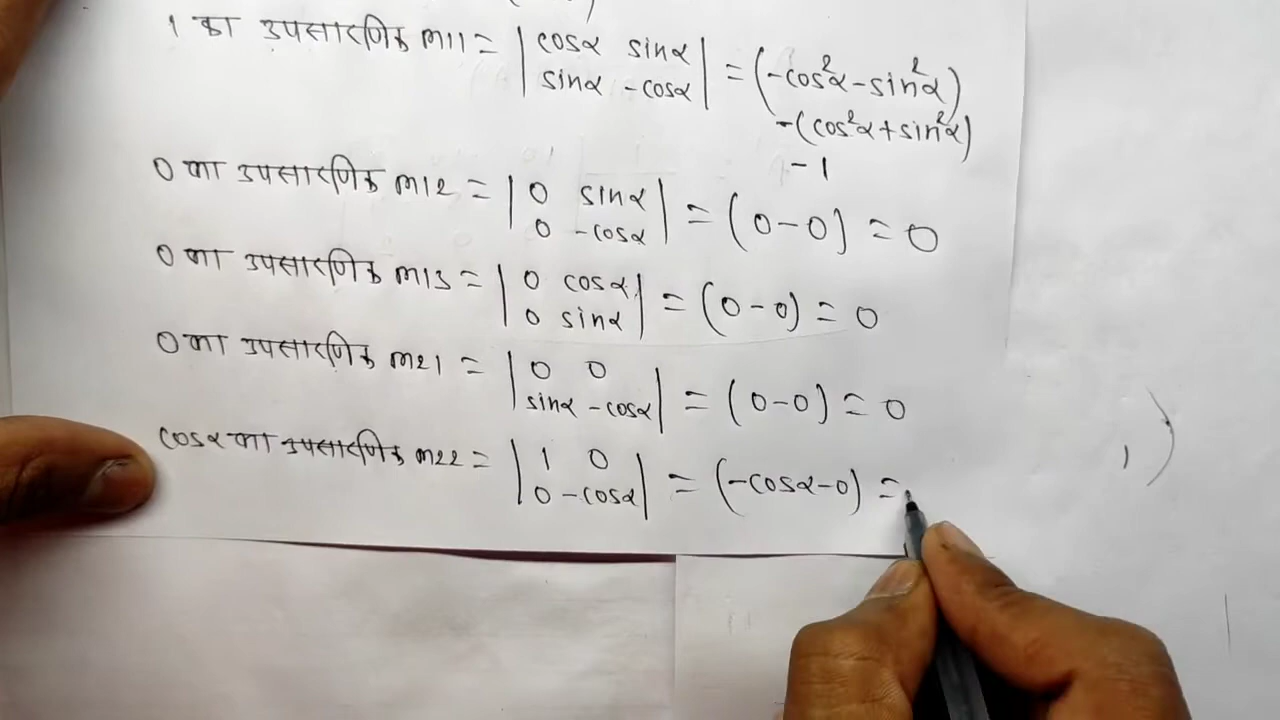 1 का उपसारणिक m11 = | cosα sinα | = (-cos²α - sin²α)
| sinα -cosα | -(cos²α + sin²α)
-1
0 का उपसारणिक m12 = | 0 sinα | = (0-0) = 0
| 0 -cosα |
0 का उपसारणिक m13 = | 0 cosα | = (0-0) = 0
| 0 sinα |
0 का उपसारणिक m21 = | 0 0 | = (0-0) = 0
| sinα -cosα |
cosα का उपसारणिक m22 = | 1 0 | = (-cosα-0) =
| 0 -cosα |